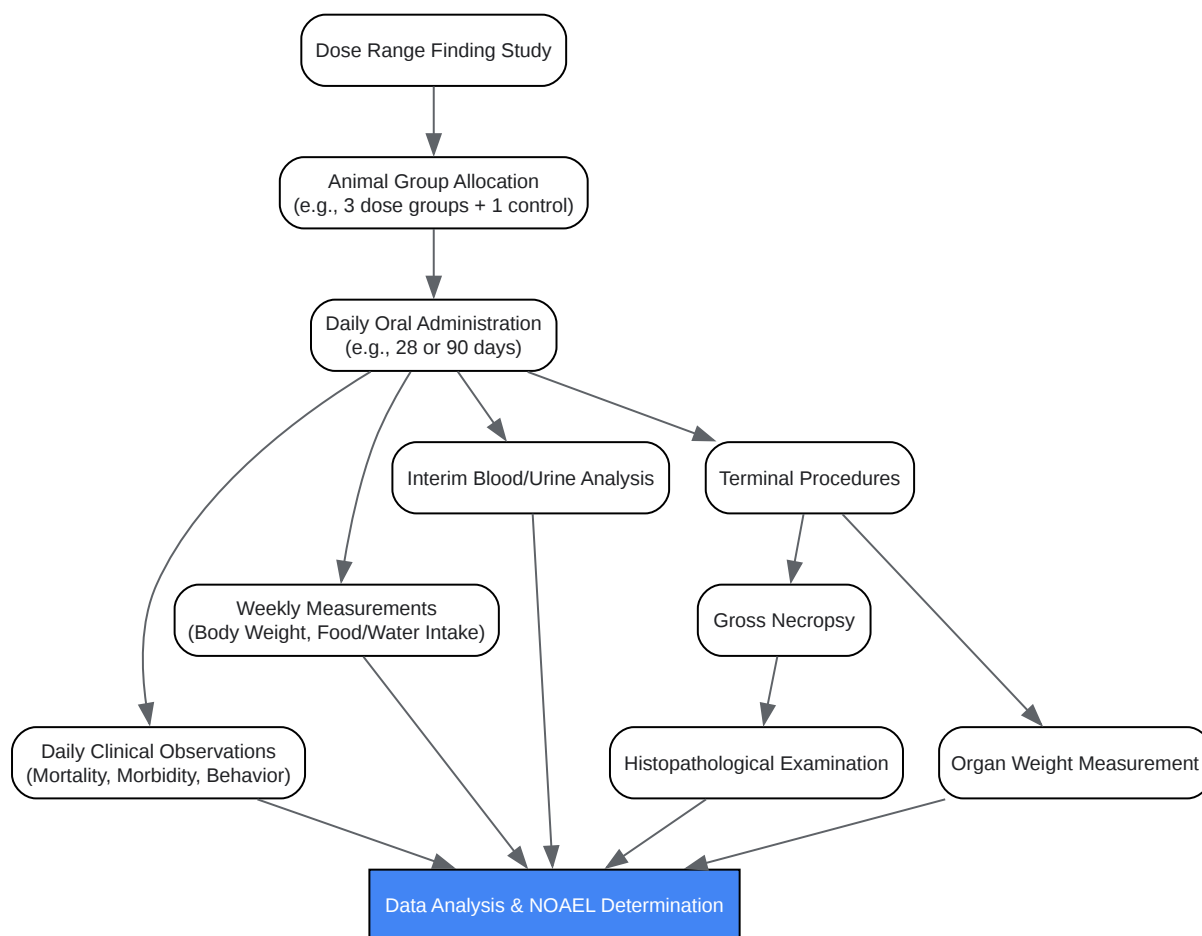 Dose Range Finding Study
Animal Group Allocation
(e.g., 3 dose groups + 1 control)
Daily Oral Administration
(e.g., 28 or 90 days)
Interim Blood/Urine Analysis
Terminal Procedures
Weekly Measurements
(Body Weight, Food/Water Intake)
Gross Necropsy
Daily Clinical Observations
(Mortality, Morbidity, Behavior)
Histopathological Examination
Organ Weight Measurement
Data Analysis & NOAEL Determination